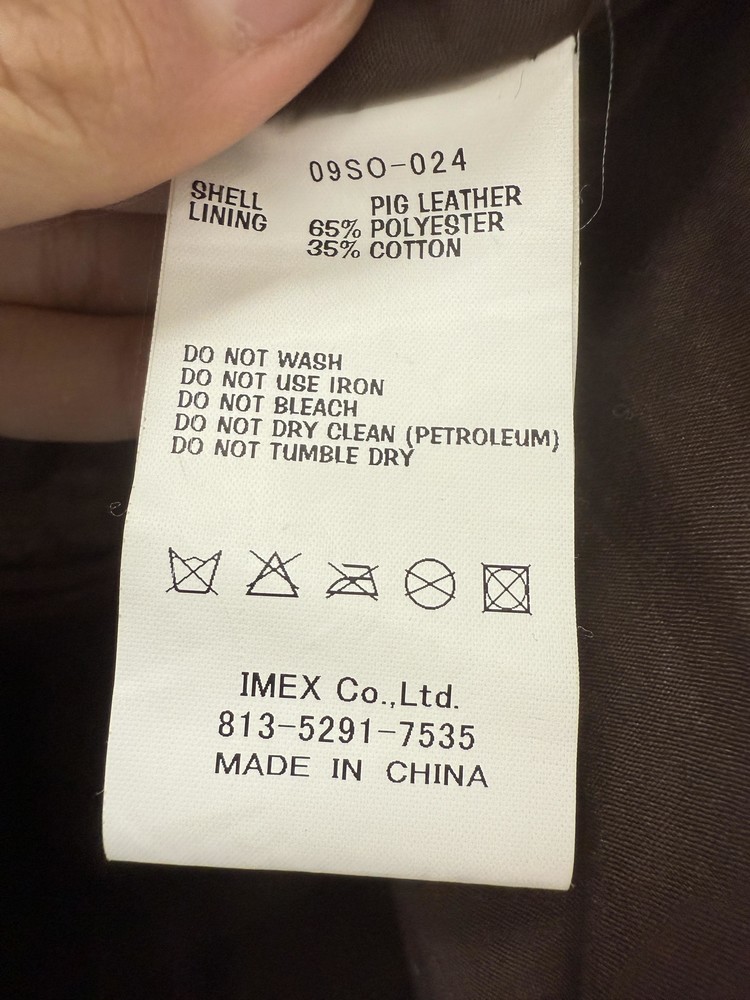 09SO-024
SHELL PIG LEATHER
LINING 65% POLYESTER
35% COTTON
DO NOT WASH
DO NOT USE IRON
DO NOT BLEACH
DO NOT DRY CLEAN (PETROLEUM)
DO NOT TUMBLE DRY
IMEX Co.,Ltd.
813-5291-7535
MADE IN CHINA